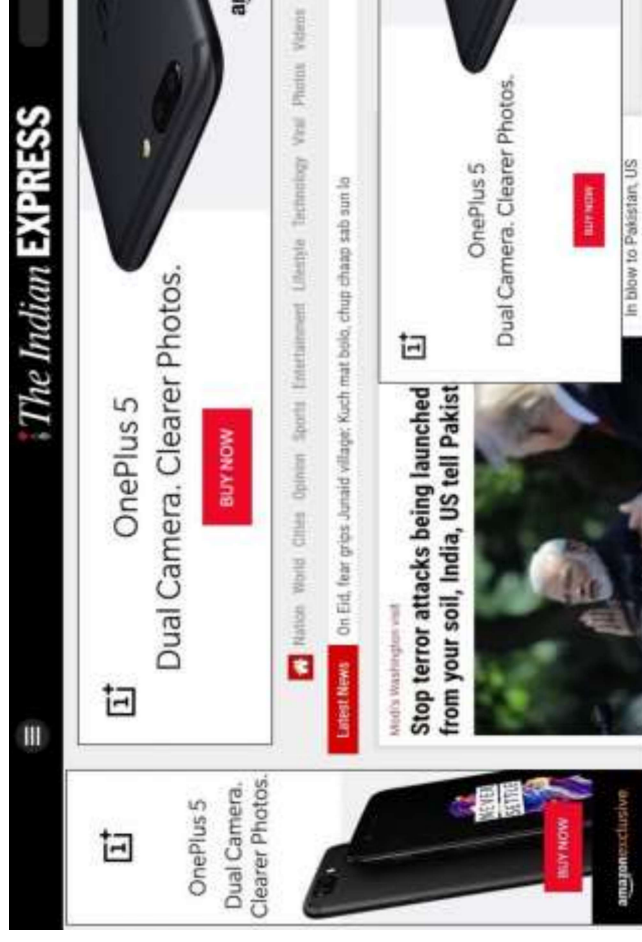 The Indian EXPRESS
OnePlus 5
Dual Camera. Clearer Photos.
BUY NOW
Nation World Cities Opinion Sports Entertainment Lifestyle Technology Viral Photos Videos
Latest News On Eid, fear grips Junaid village: Kuch mat bolo, chup chaap sab sun lo
Modi's Washington visit
Stop terror attacks being launched
from your soil, India, US tell Pakist
OnePlus 5
Dual Camera. Clearer Photos.
BUY NOW
In blow to Pakistan, US
OnePlus 5
Dual Camera.
Clearer Photos.
NEVER
SETTLE
BUY NOW
amazonexclusive